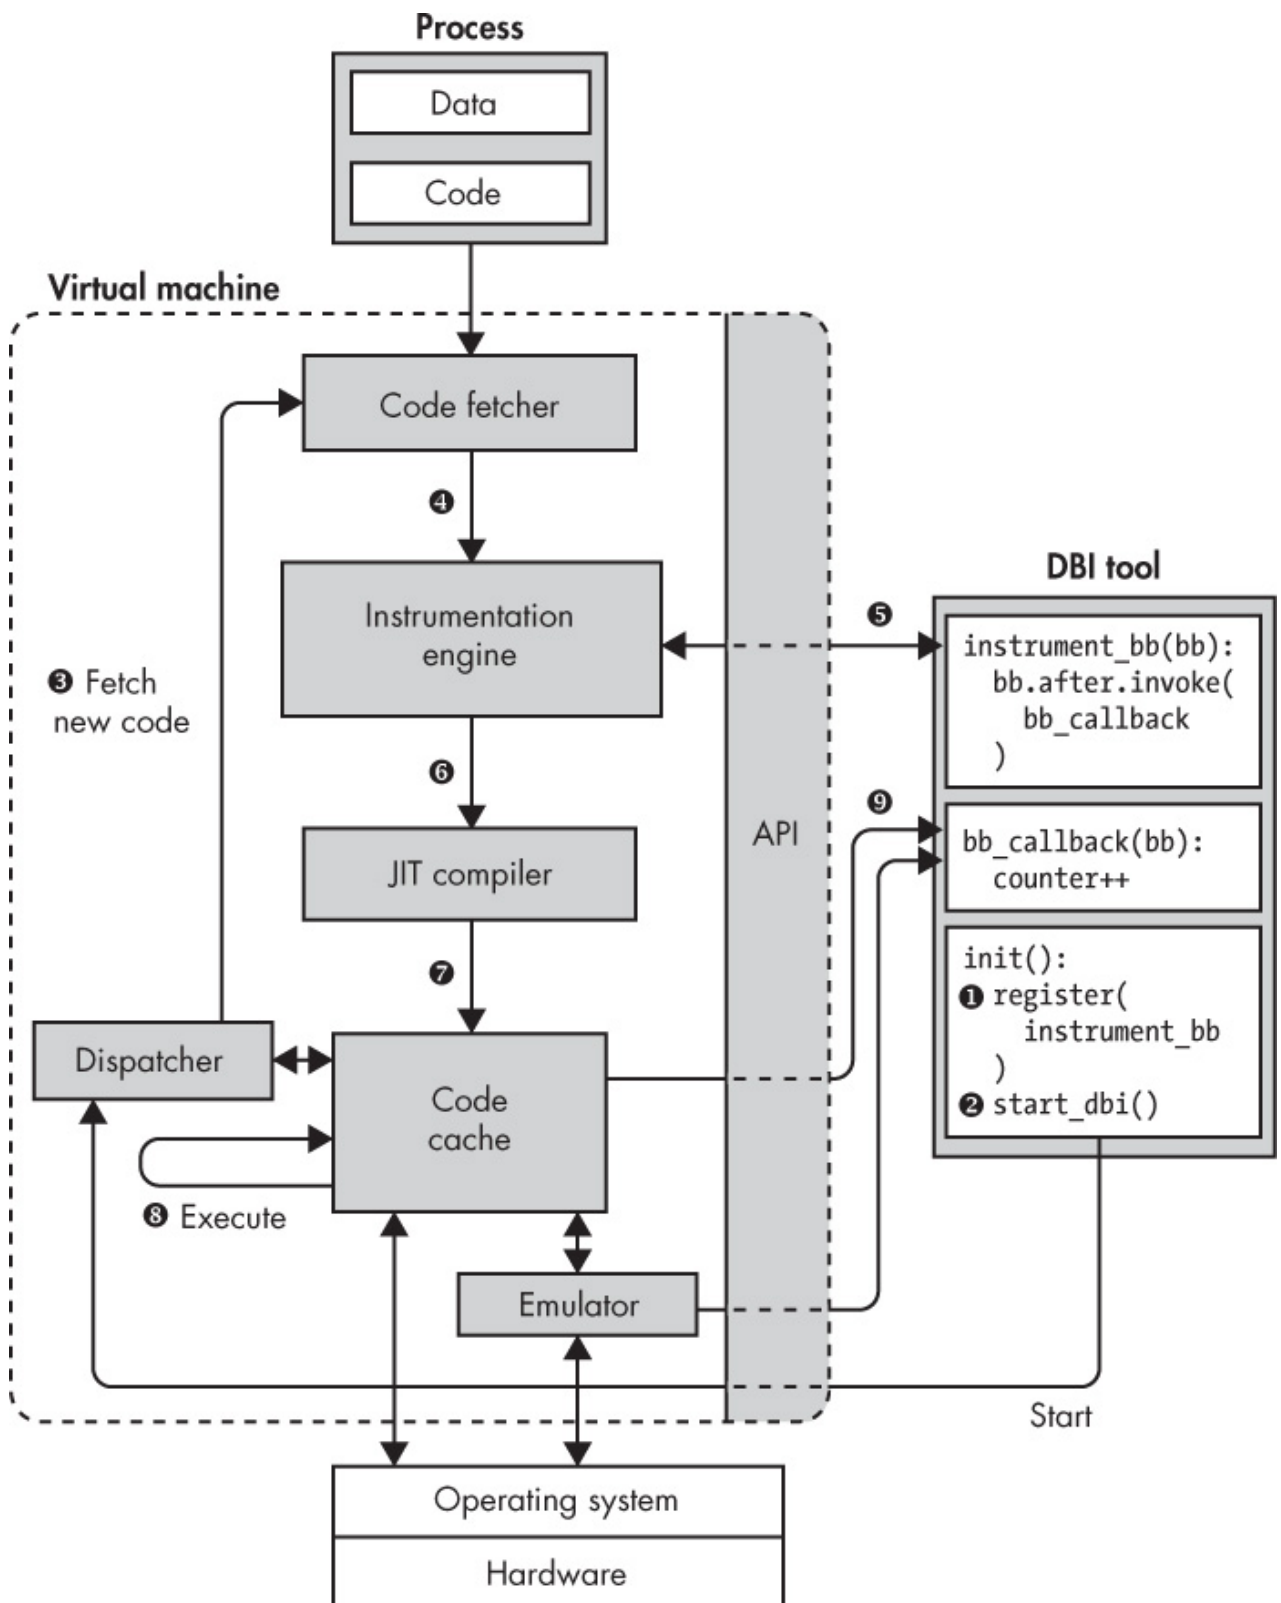 Process
Data
Code
Virtual machine
Code fetcher
❹
Instrumentation
engine
❸ Fetch
new code
❻
JIT compiler
❼
Dispatcher
Code
cache
❽ Execute
Emulator
API
DBI tool
❺
instrument_bb(bb):
bb.after.invoke(
bb_callback
)
❾
bb_callback(bb):
counter++
init():
❶ register(
instrument_bb
)
❷ start_dbi()
Start
Operating system
Hardware